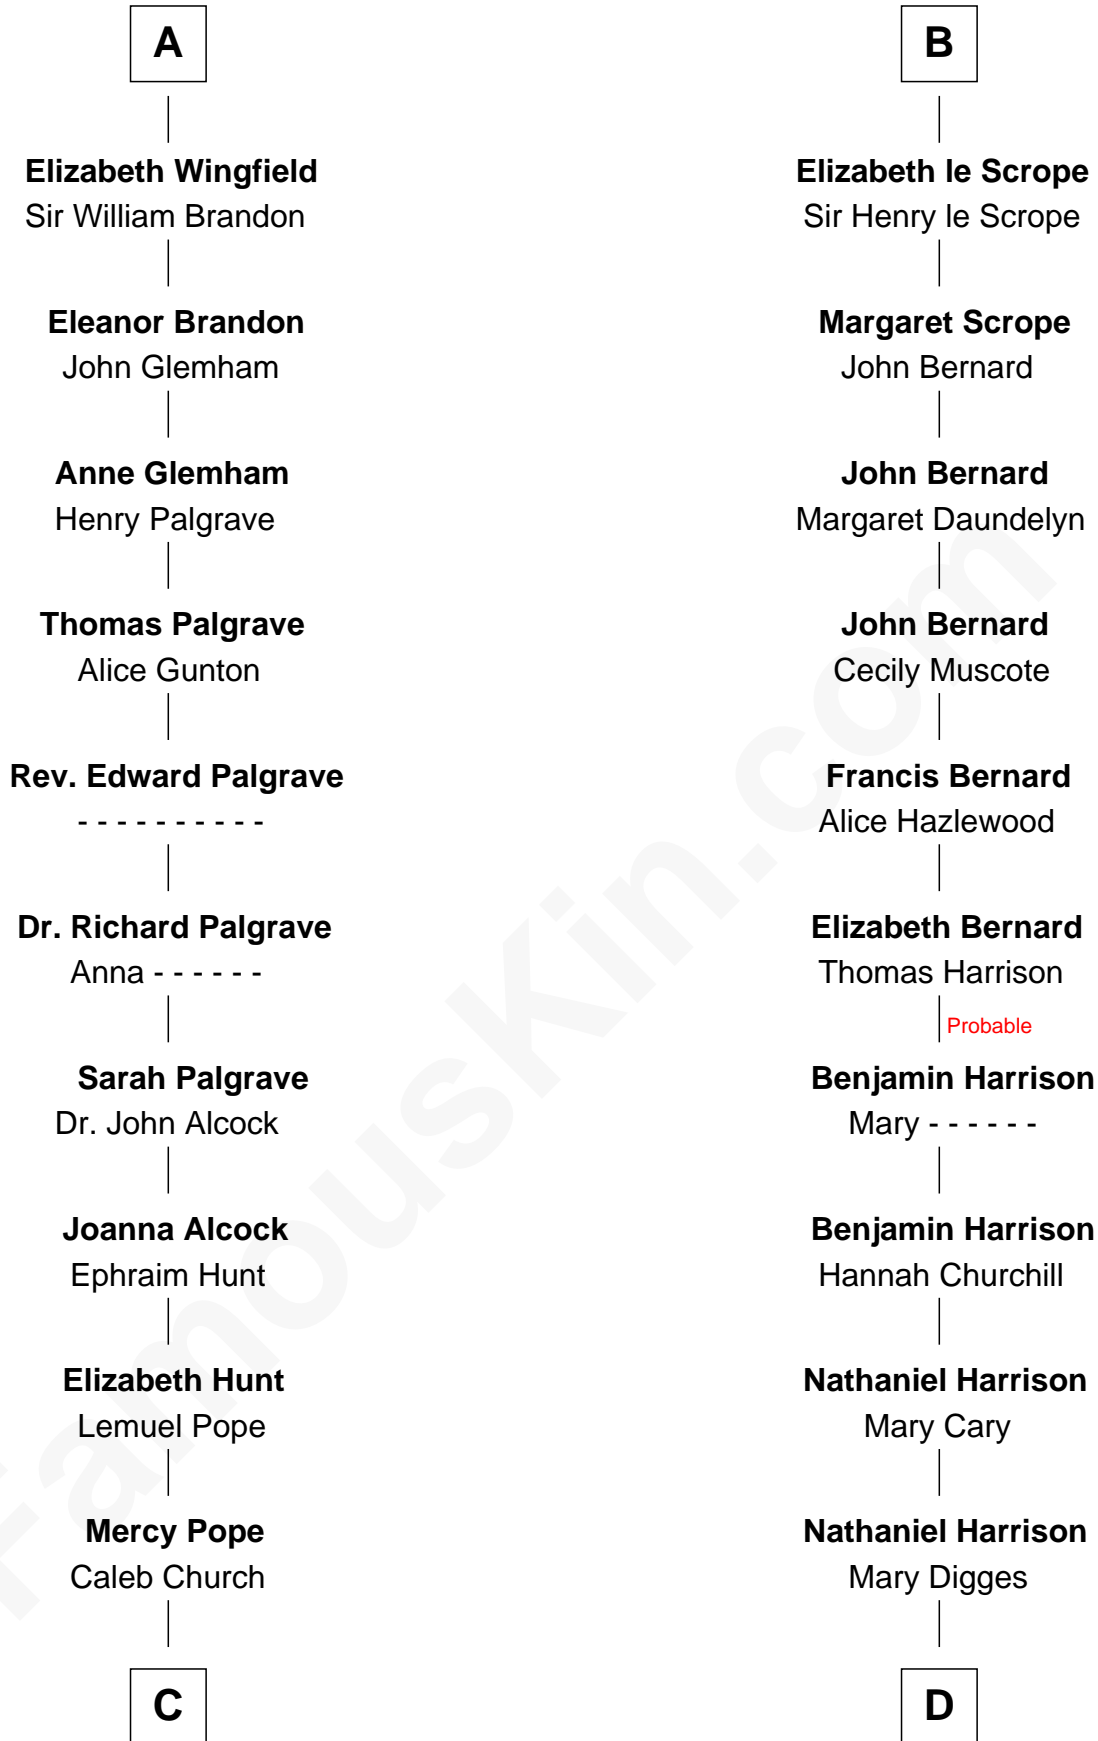 A
Elizabeth Wingfield
Sir William Brandon
Eleanor Brandon
John Glemham
Anne Glemham
Henry Palgrave
Thomas Palgrave
Alice Gunton
Rev. Edward Palgrave
- - - - - - - - - -
Dr. Richard Palgrave
Anna - - - - - -
Sarah Palgrave
Dr. John Alcock
Joanna Alcock
Ephraim Hunt
Elizabeth Hunt
Lemuel Pope
Mercy Pope
Caleb Church
C
B
Elizabeth le Scrope
Sir Henry le Scrope
Margaret Scrope
John Bernard
John Bernard
Margaret Daundelyn
John Bernard
Cecily Muscote
Francis Bernard
Alice Hazlewood
Elizabeth Bernard
Thomas Harrison
Probable
Benjamin Harrison
Mary - - - - - -
Benjamin Harrison
Hannah Churchill
Nathaniel Harrison
Mary Cary
Nathaniel Harrison
Mary Digges
D
FamousKin.com